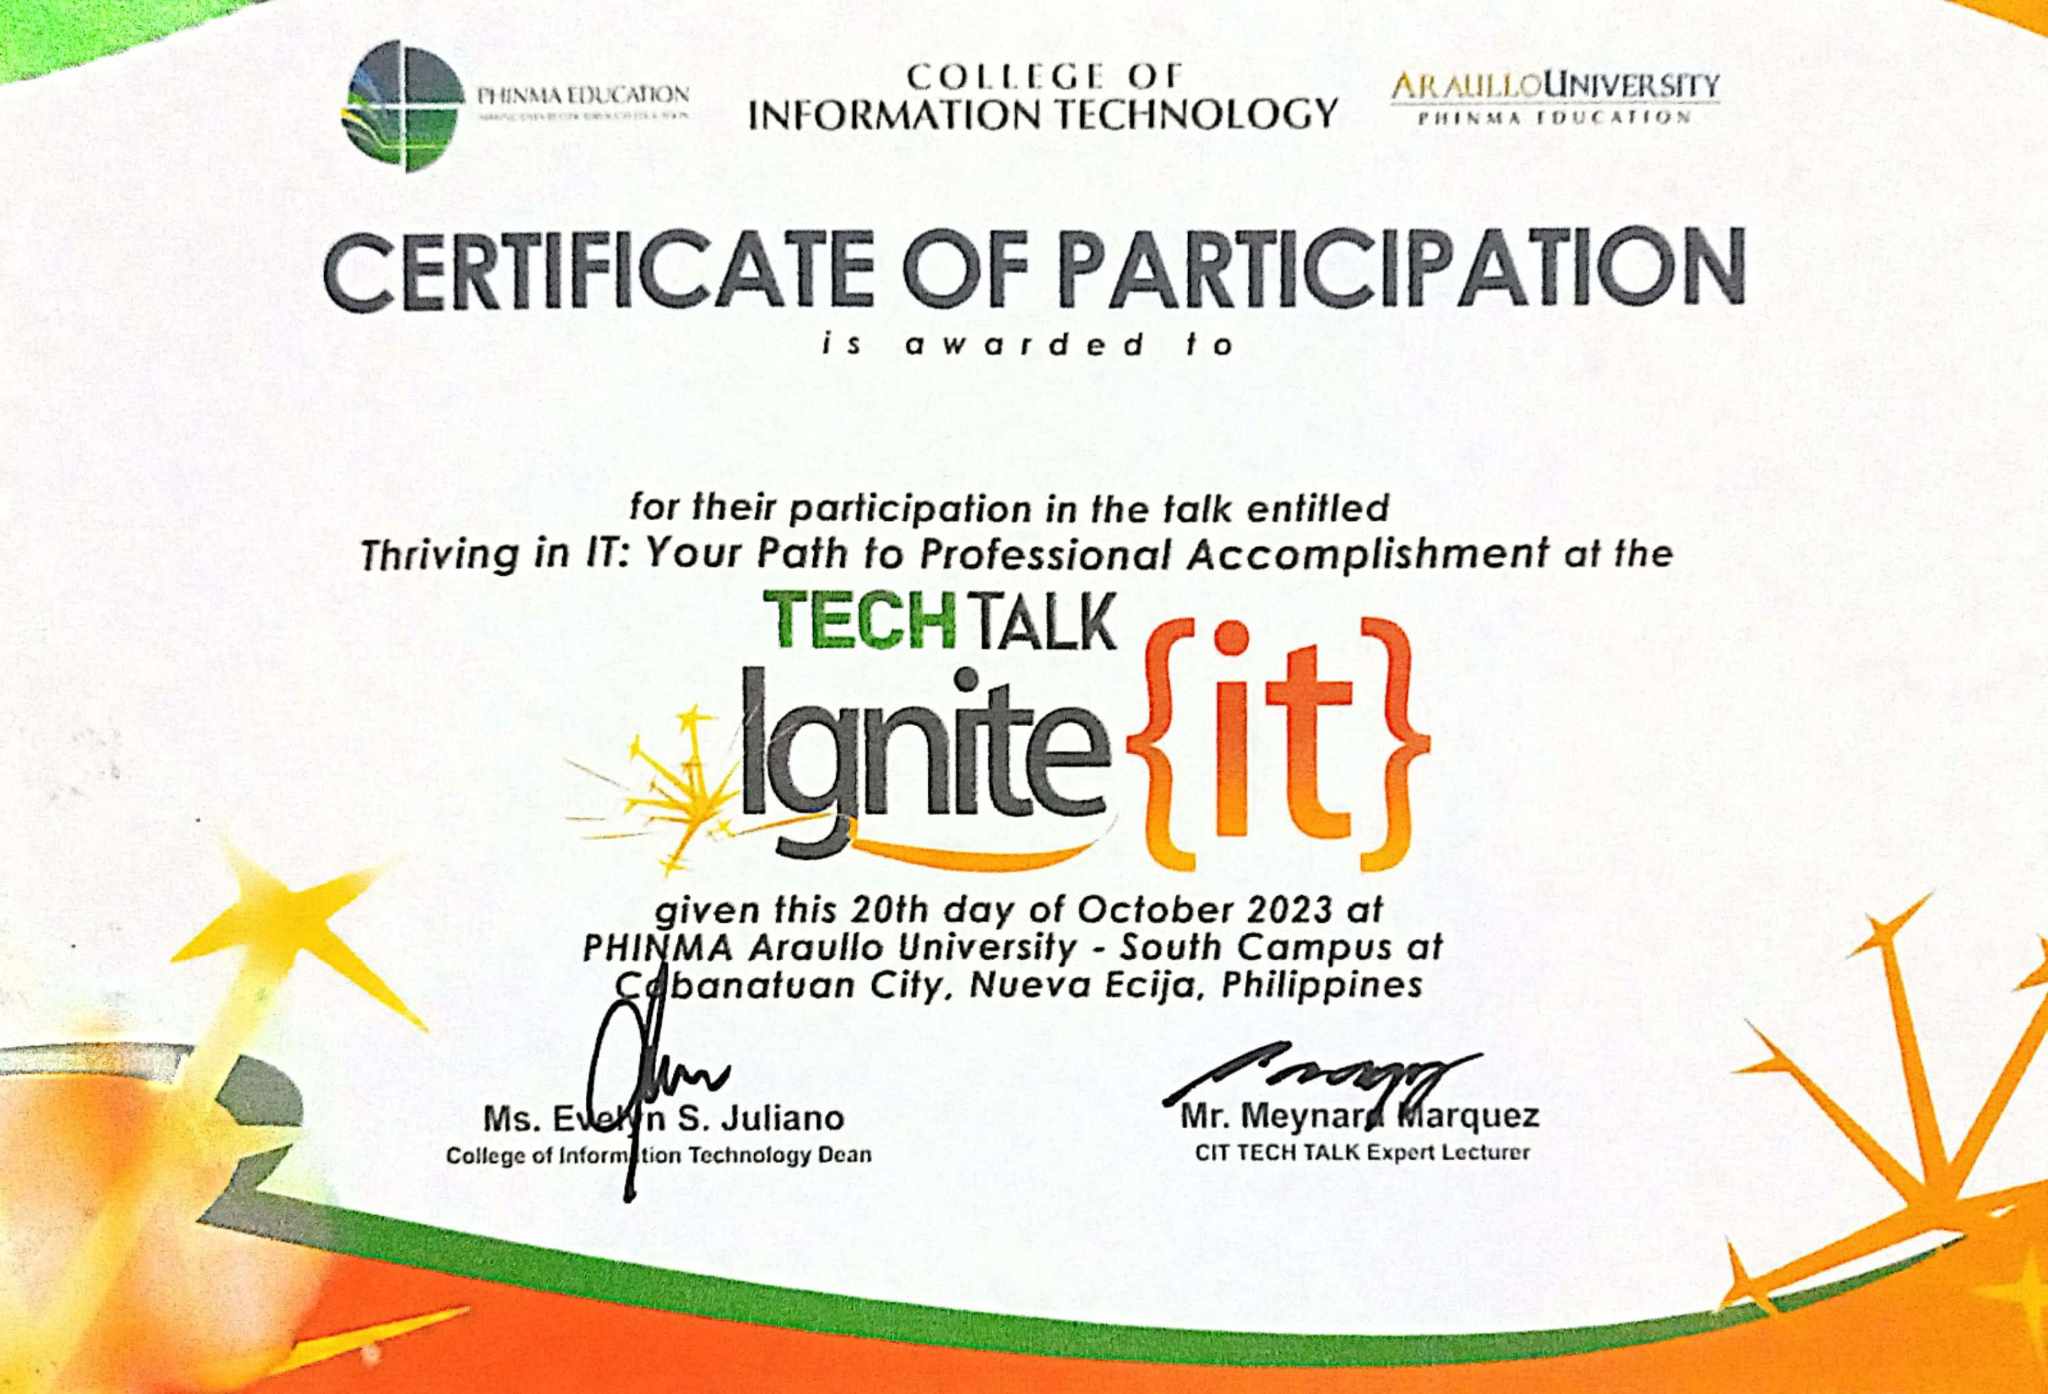 PHINMA EDUCATION
COLLEGE OF
INFORMATION TECHNOLOGY
ARAULLO UNIVERSITY
PHINMA EDUCATION
CERTIFICATE OF PARTICIPATION
is awarded to
for their participation in the talk entitled
Thriving in IT: Your Path to Professional Accomplishment at the
TECH TALK
Ignite {it}
given this 20th day of October 2023 at
PHINMA Araullo University - South Campus at
Cabanatuan City, Nueva Ecija, Philippines
Ms. Evelyn S. Juliano
College of Information Technology Dean
Mr. Meynard Marquez
CIT TECH TALK Expert Lecturer